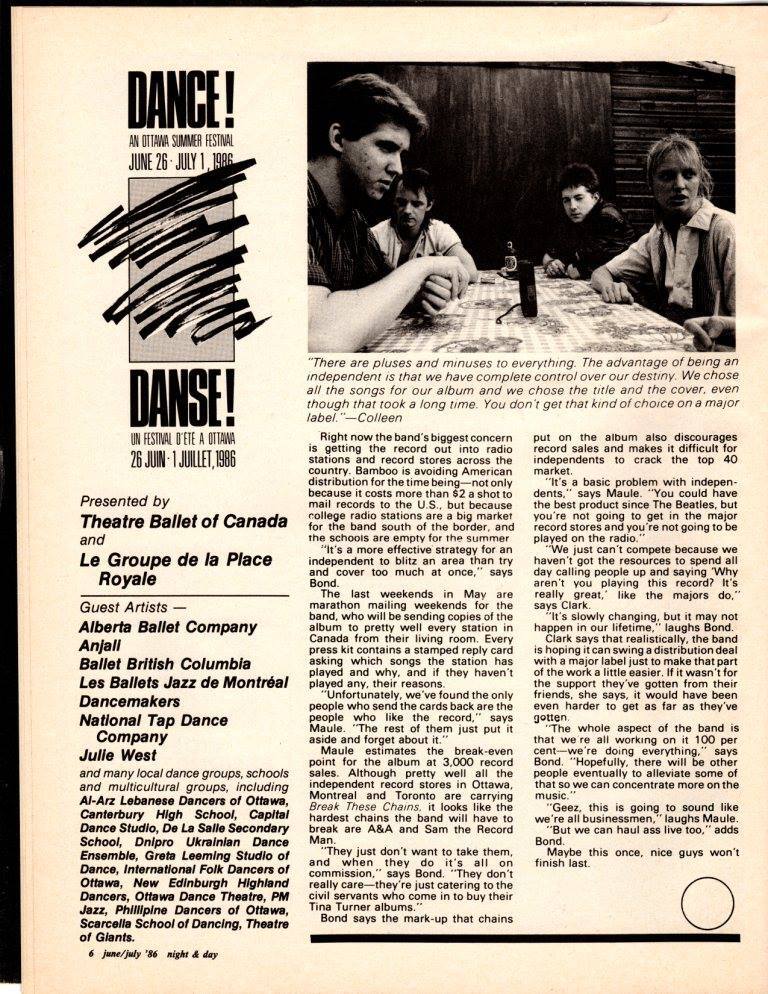 DANCE!
AN OTTAWA SUMMER FESTIVAL
JUNE 26 · JULY 1, 1986
DANSE!
UN FESTIVAL D'ÉTÉ A OTTAWA
26 JUIN · 1 JUILLET, 1986
Presented by
Theatre Ballet of Canada
and
Le Groupe de la Place
Royale
Guest Artists —
Alberta Ballet Company
Anjali
Ballet British Columbia
Les Ballets Jazz de Montréal
Dancemakers
National Tap Dance
Company
Julie West
and many local dance groups, schools
and multicultural groups, including
Al-Arz Lebanese Dancers of Ottawa,
Canterbury High School, Capital
Dance Studio, De La Salle Secondary
School, Dnipro Ukrainian Dance
Ensemble, Greta Leeming Studio of
Dance, International Folk Dancers of
Ottawa, New Edinburgh Highland
Dancers, Ottawa Dance Theatre, PM
Jazz, Phillipine Dancers of Ottawa,
Scarcella School of Dancing, Theatre
of Giants.
"There are pluses and minuses to everything. The advantage of being an
independent is that we have complete control over our destiny. We chose
all the songs for our album and we chose the title and the cover, even
though that took a long time. You don't get that kind of choice on a major
label."—Colleen
Right now the band's biggest concern
is getting the record out into radio
stations and record stores across the
country. Bamboo is avoiding American
distribution for the time being—not only
because it costs more than $2 a shot to
mail records to the U.S., but because
college radio stations are a big market
for the band south of the border, and
the schools are empty for the summer
"It's a more effective strategy for an
independent to blitz an area than try
and cover too much at once," says
Bond.
The last weekends in May are
marathon mailing weekends for the
band, who will be sending copies of the
album to pretty well every station in
Canada from their living room. Every
press kit contains a stamped reply card
asking which songs the station has
played and why, and if they haven't
played any, their reasons.
"Unfortunately, we've found the only
people who send the cards back are the
people who like the record," says
Maule. "The rest of them just put it
aside and forget about it."
Maule estimates the break-even
point for the album at 3,000 record
sales. Although pretty well all the
independent record stores in Ottawa,
Montreal and Toronto are carrying
Break These Chains, it looks like the
hardest chains the band will have to
break are A&A and Sam the Record
Man.
"They just don't want to take them,
and when they do it's all on
commission," says Bond. "They don't
really care—they're just catering to the
civil servants who come in to buy their
Tina Turner albums."
Bond says the mark-up that chains
put on the album also discourages
record sales and makes it difficult for
independents to crack the top 40
market.
"It's a basic problem with indepen-
dents," says Maule. "You could have
the best product since The Beatles, but
you're not going to get in the major
record stores and you're not going to be
played on the radio."
"We just can't compete because we
haven't got the resources to spend all
day calling people up and saying 'Why
aren't you playing this record? It's
really great,' like the majors do,"
says Clark.
"It's slowly changing, but it may not
happen in our lifetime," laughs Bond.
Clark says that realistically, the band
is hoping it can swing a distribution deal
with a major label just to make that part
of the work a little easier. If it wasn't for
the support they've gotten from their
friends, she says, it would have been
even harder to get as far as they've
gotten.
"The whole aspect of the band is
that we're all working on it 100 per
cent—we're doing everything," says
Bond. "Hopefully, there will be other
people eventually to alleviate some of
that so we can concentrate more on the
music."
"Geez, this is going to sound like
we're all businessmen," laughs Maule.
"But we can haul ass live too," adds
Bond.
Maybe this once, nice guys won't
finish last.
6 june/july '86 night & day